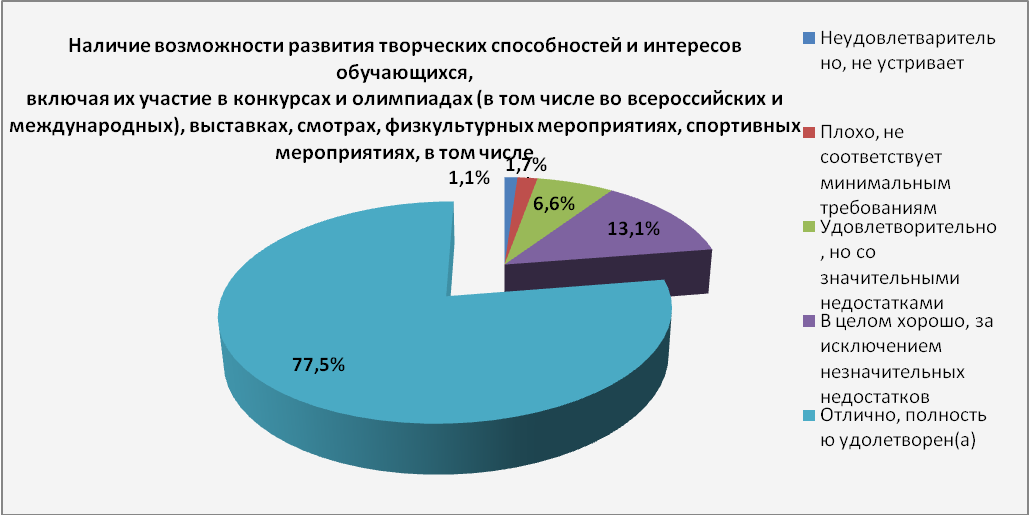 Наличие возможности развития творческих способностей и интересов
обучающихся,
включая их участие в конкурсах и олимпиадах (в том числе во всероссийских и
международных), выставках, смотрах, физкультурных мероприятиях, спортивных
мероприятиях, в том числе
1,1%
1,7%
6,6%
13,1%
77,5%
Неудовлетваритель
но, не устривает
Плохо, не
соответствует
минимальным
требованиям
Удовлетворительно
, но со
значительными
недостатками
В целом хорошо, за
исключением
незначительных
недостатков
Отлично, полность
ю удолетворен(а)